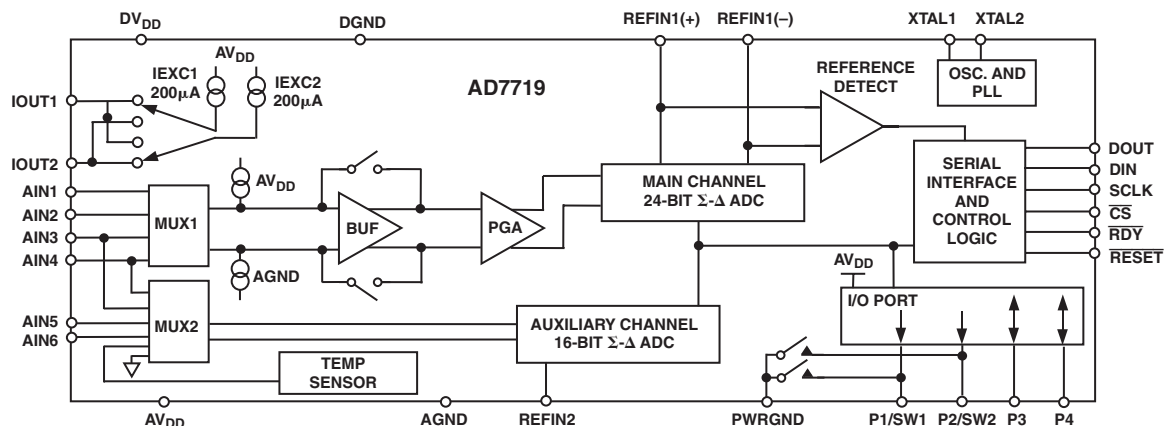 DVDD
DGND
REFIN1(+)
REFIN1(–)
XTAL1
XTAL2
AVDD
IEXC1
200μA
IEXC2
200μA
AD7719
REFERENCE
DETECT
OSC. AND
PLL
IOUT1
IOUT2
AIN1
AIN2
AIN3
AIN4
AIN5
AIN6
MUX1
AVDD
AGND
BUF
PGA
MAIN CHANNEL
24-BIT Σ-Δ ADC
SERIAL
INTERFACE
AND
CONTROL
LOGIC
DOUT
DIN
SCLK
CS
RDY
RESET
MUX2
AUXILIARY CHANNEL
16-BIT Σ-Δ ADC
AVDD
I/O PORT
TEMP
SENSOR
AVDD
AGND
REFIN2
PWRGND
P1/SW1
P2/SW2
P3
P4